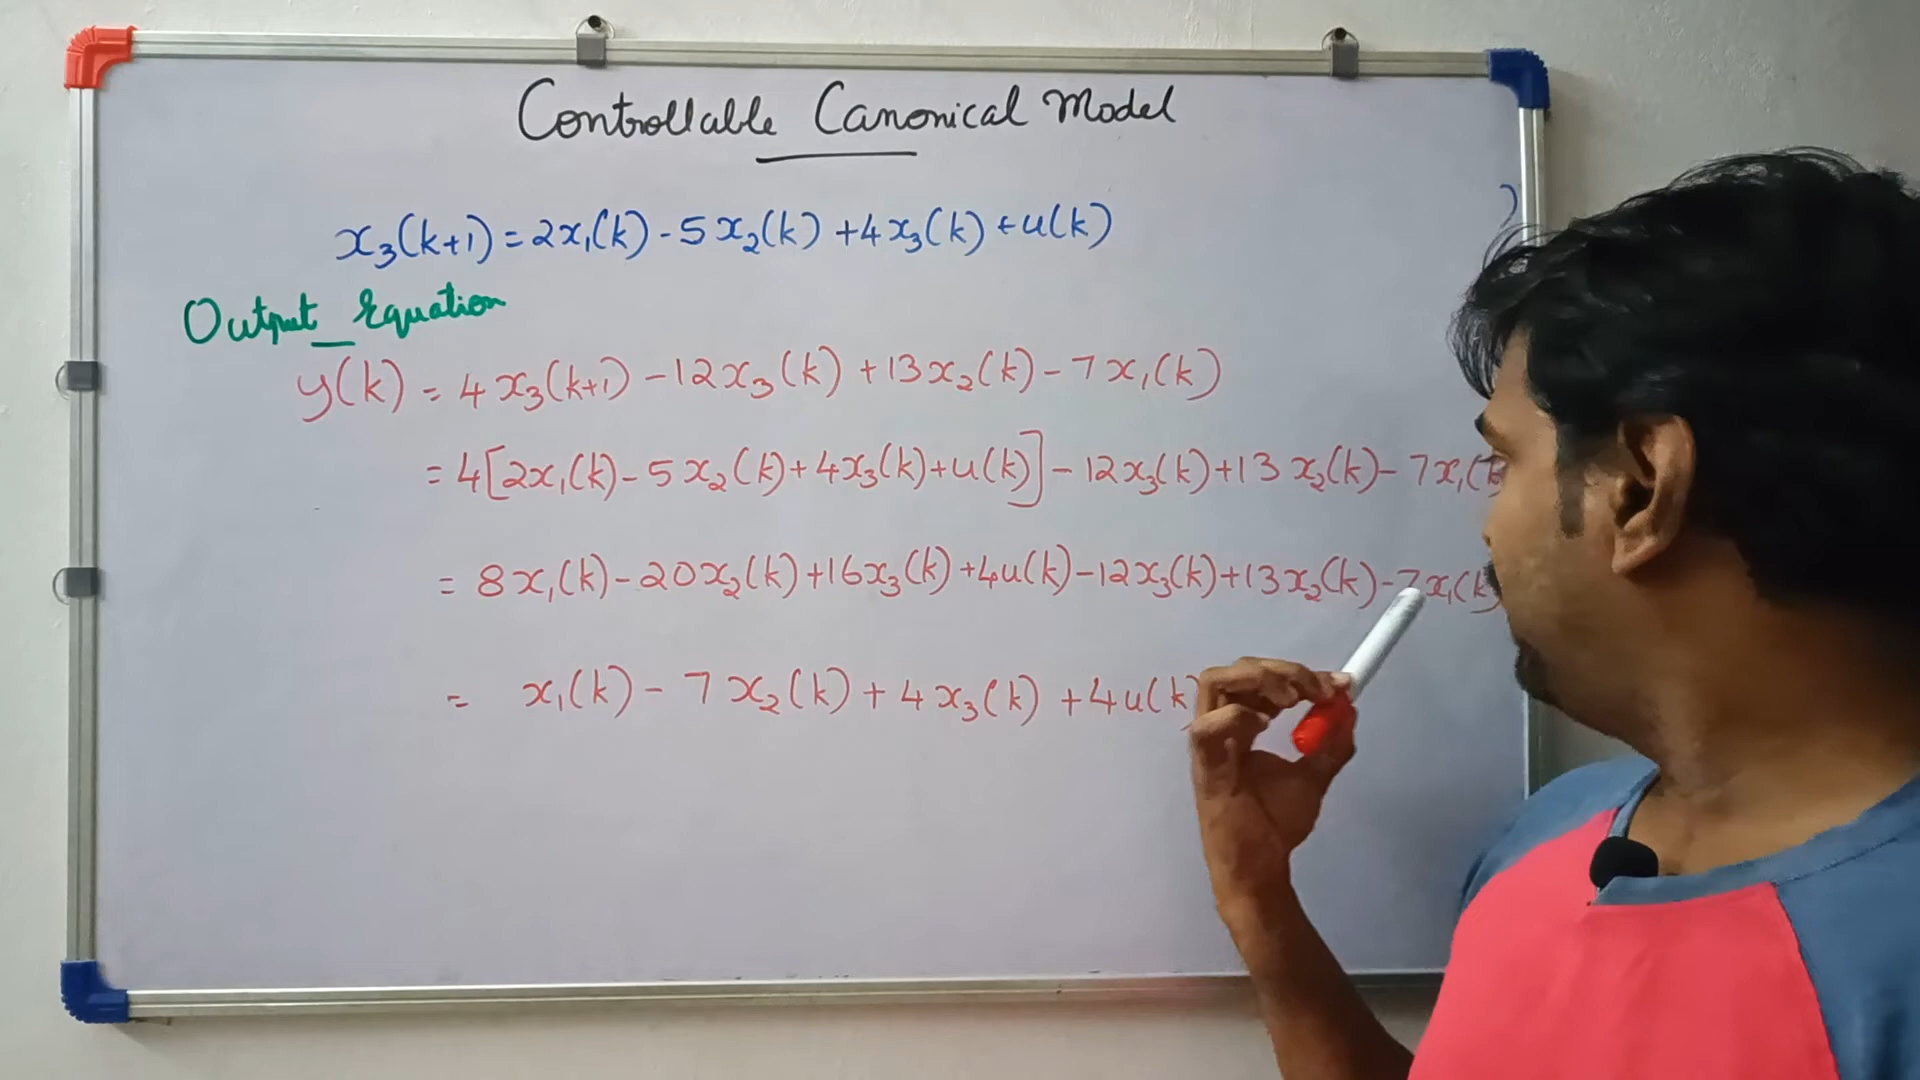 Controllable Canonical Model
x₃(k+1) = 2x₁(k) - 5x₂(k) + 4x₃(k) + u(k)
Output Equation
y(k) = 4x₃(k+1) - 12x₃(k) + 13x₂(k) - 7x₁(k)
= 4[2x₁(k) - 5x₂(k) + 4x₃(k) + u(k)] - 12x₃(k) + 13x₂(k) - 7x₁(k
= 8x₁(k) - 20x₂(k) + 16x₃(k) + 4u(k) - 12x₃(k) + 13x₂(k) - 7x₁(k)
= x₁(k) - 7x₂(k) + 4x₃(k) + 4u(k)